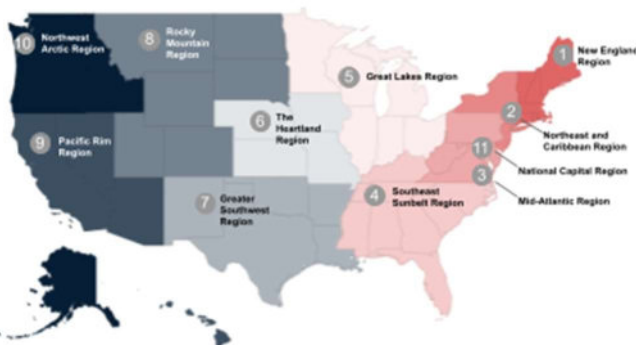 10 Northwest
Arctic Region
8 Rocky
Mountain
Region
1 New England
Region
5 Great Lakes Region
6 The
Heartland
Region
2 Northeast and
Caribbean Region
9 Pacific Rim
Region
11 National Capital Region
7 Greater
Southwest
Region
4 Southeast
Sunbelt Region
3 Mid-Atlantic Region